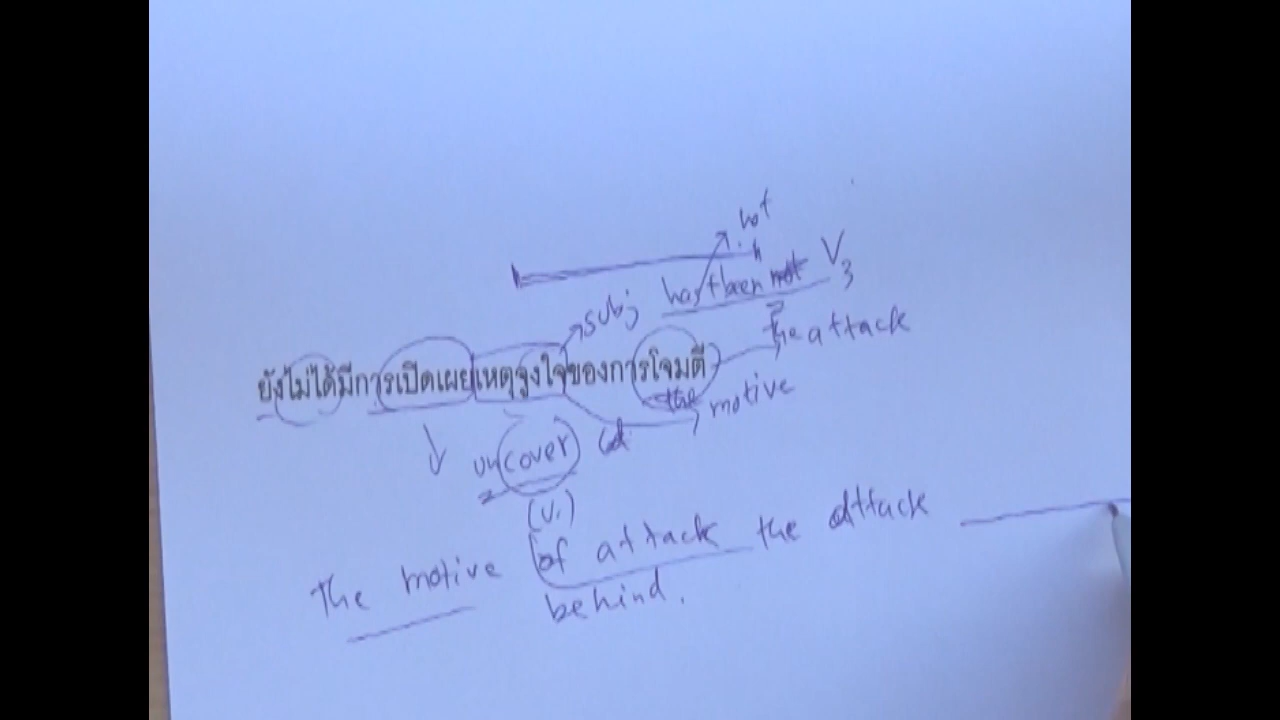 not
has been not V3
subj
the attack
ยังไม่ได้มีการเปิดเผยเหตุจูงใจของการโจมตี
the motive
uncover
(v.)
The motive of attack the attack
behind.